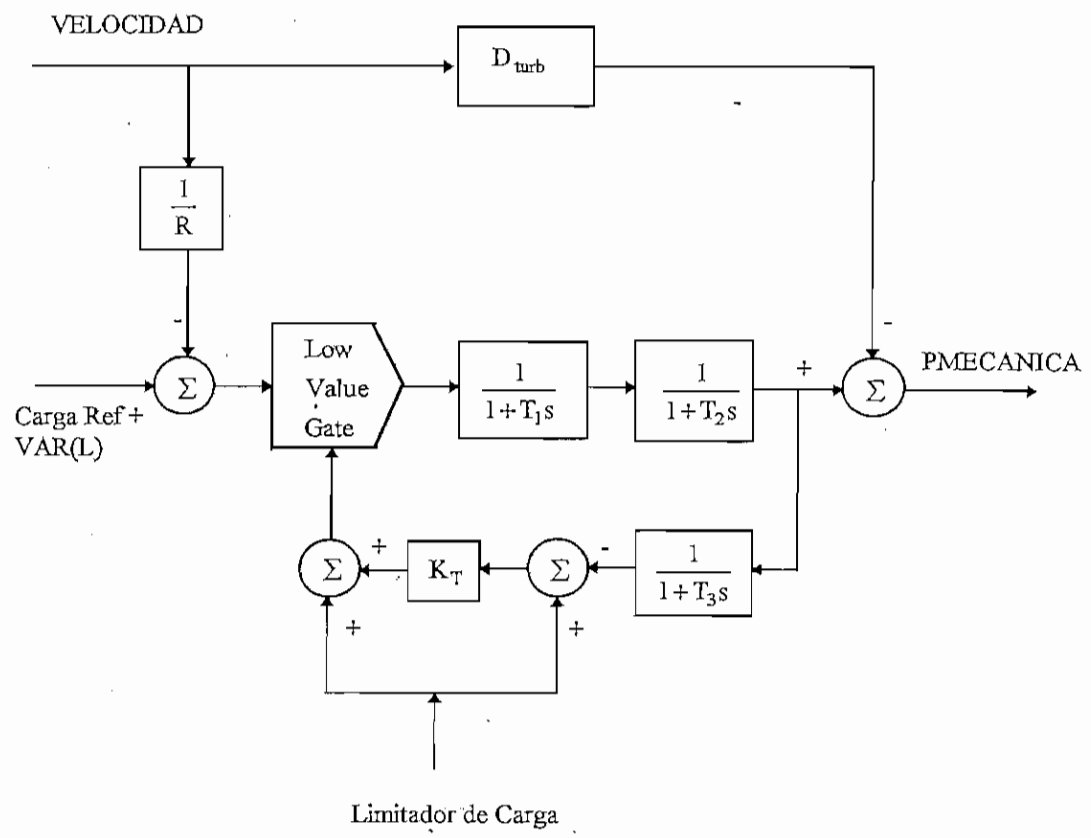 VELOCIDAD
D turb
-
1
R
-
-
Σ
Low
Value
Gate
1
1+T₁s
1
1+T₂s
+
Σ
PMECANICA
Carga Ref +
VAR(L)
Σ
+
K_T
Σ
-
1
1+T₃s
+
+
Limitador de Carga